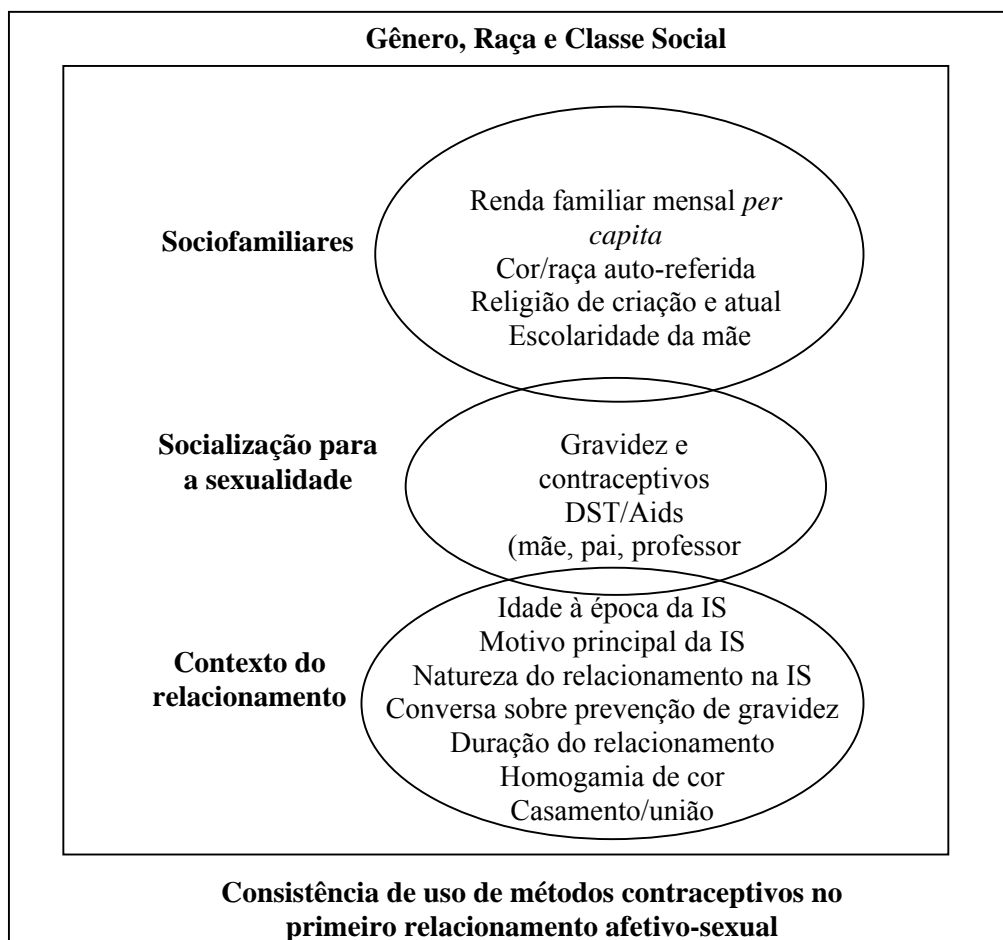 Gênero, Raça e Classe Social
Sociofamiliares
Renda familiar mensal per
capita
Cor/raça auto-referida
Religião de criação e atual
Escolaridade da mãe
Socialização para
a sexualidade
Gravidez e
contraceptivos
DST/Aids
(mãe, pai, professor
Contexto do
relacionamento
Idade à época da IS
Motivo principal da IS
Natureza do relacionamento na IS
Conversa sobre prevenção de gravidez
Duração do relacionamento
Homogamia de cor
Casamento/união
Consistência de uso de métodos contraceptivos no
primeiro relacionamento afetivo-sexual